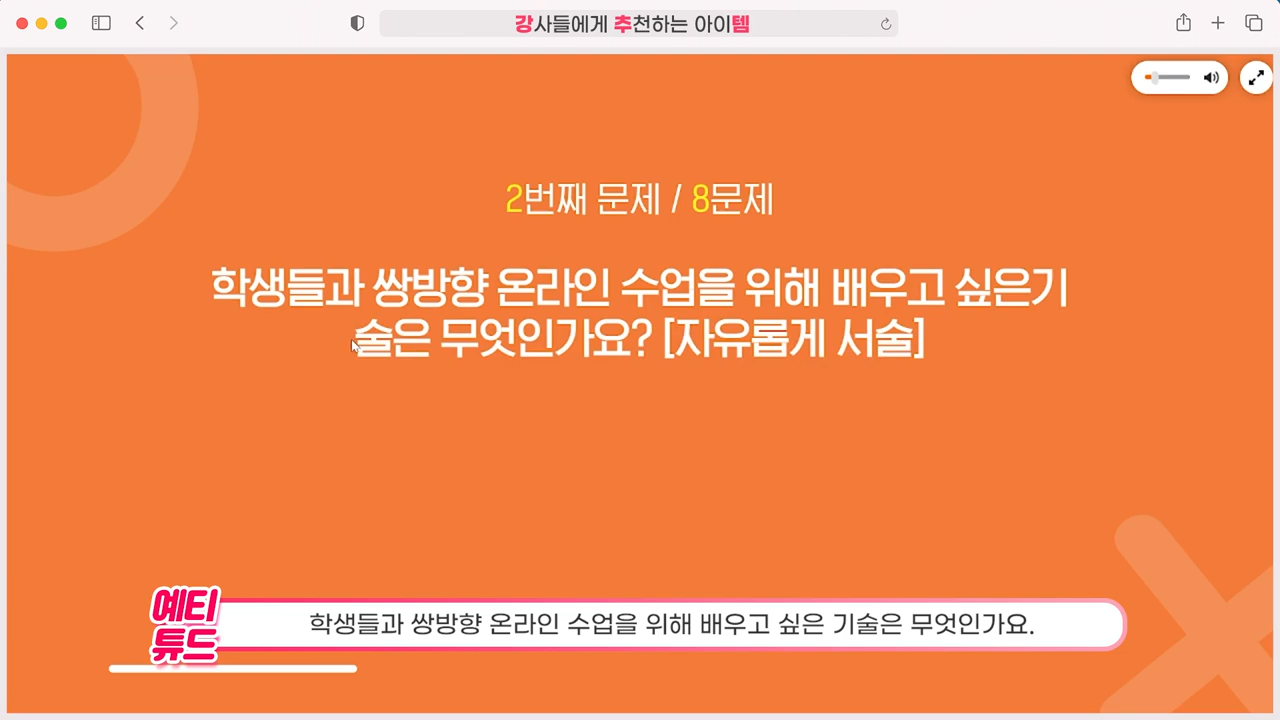 강사들에게 추천하는 아이템
2번째 문제 / 8문제
학생들과 쌍방향 온라인 수업을 위해 배우고 싶은기
술은 무엇인가요? [자유롭게 서술]
예티
튜드
학생들과 쌍방향 온라인 수업을 위해 배우고 싶은 기술은 무엇인가요.